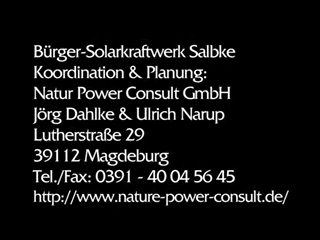 Bürger-Solarkraftwerk Salbke
Koordination & Planung:
Natur Power Consult GmbH
Jörg Dahlke & Ulrich Narup
Lutherstraße 29
39112 Magdeburg
Tel./Fax: 0391 - 40 04 56 45
http://www.nature-power-consult.de/